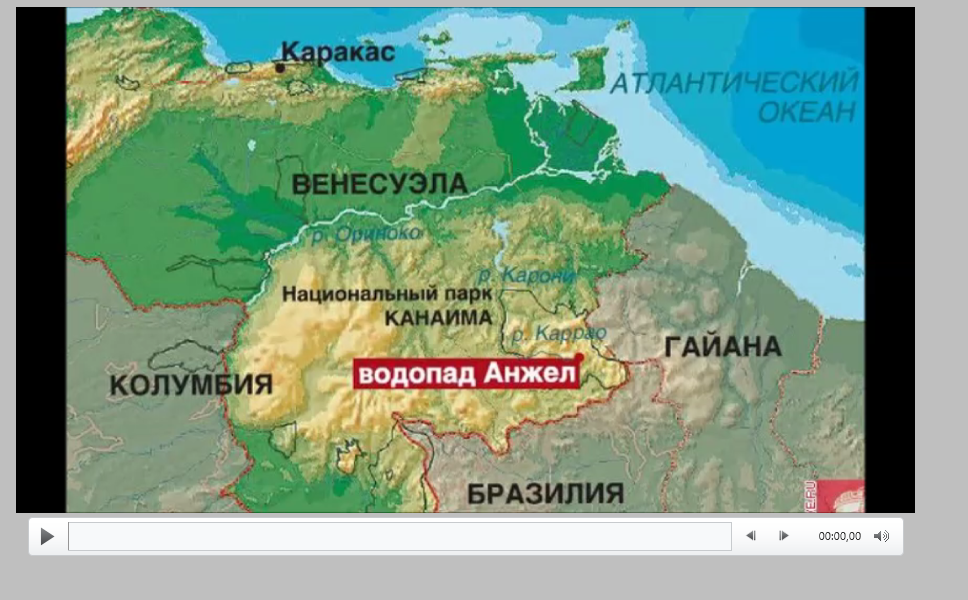 Каракас
АТЛАНТИЧЕСКИЙ
ОКЕАН
ВЕНЕСУЭЛА
р. Ориноко
р. Карони
Национальный парк
КАНАИМА
р. Каррао
ГАЙАНА
водопад Анжел
КОЛУМБИЯ
БРАЗИЛИЯ
00:00,00